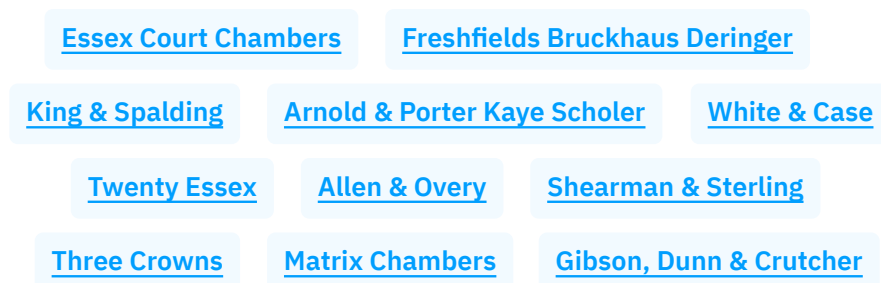 Essex Court Chambers Freshfields Bruckhaus Deringer
King & Spalding Arnold & Porter Kaye Scholer White & Case
Twenty Essex Allen & Overy Shearman & Sterling
Three Crowns Matrix Chambers Gibson, Dunn & Crutcher